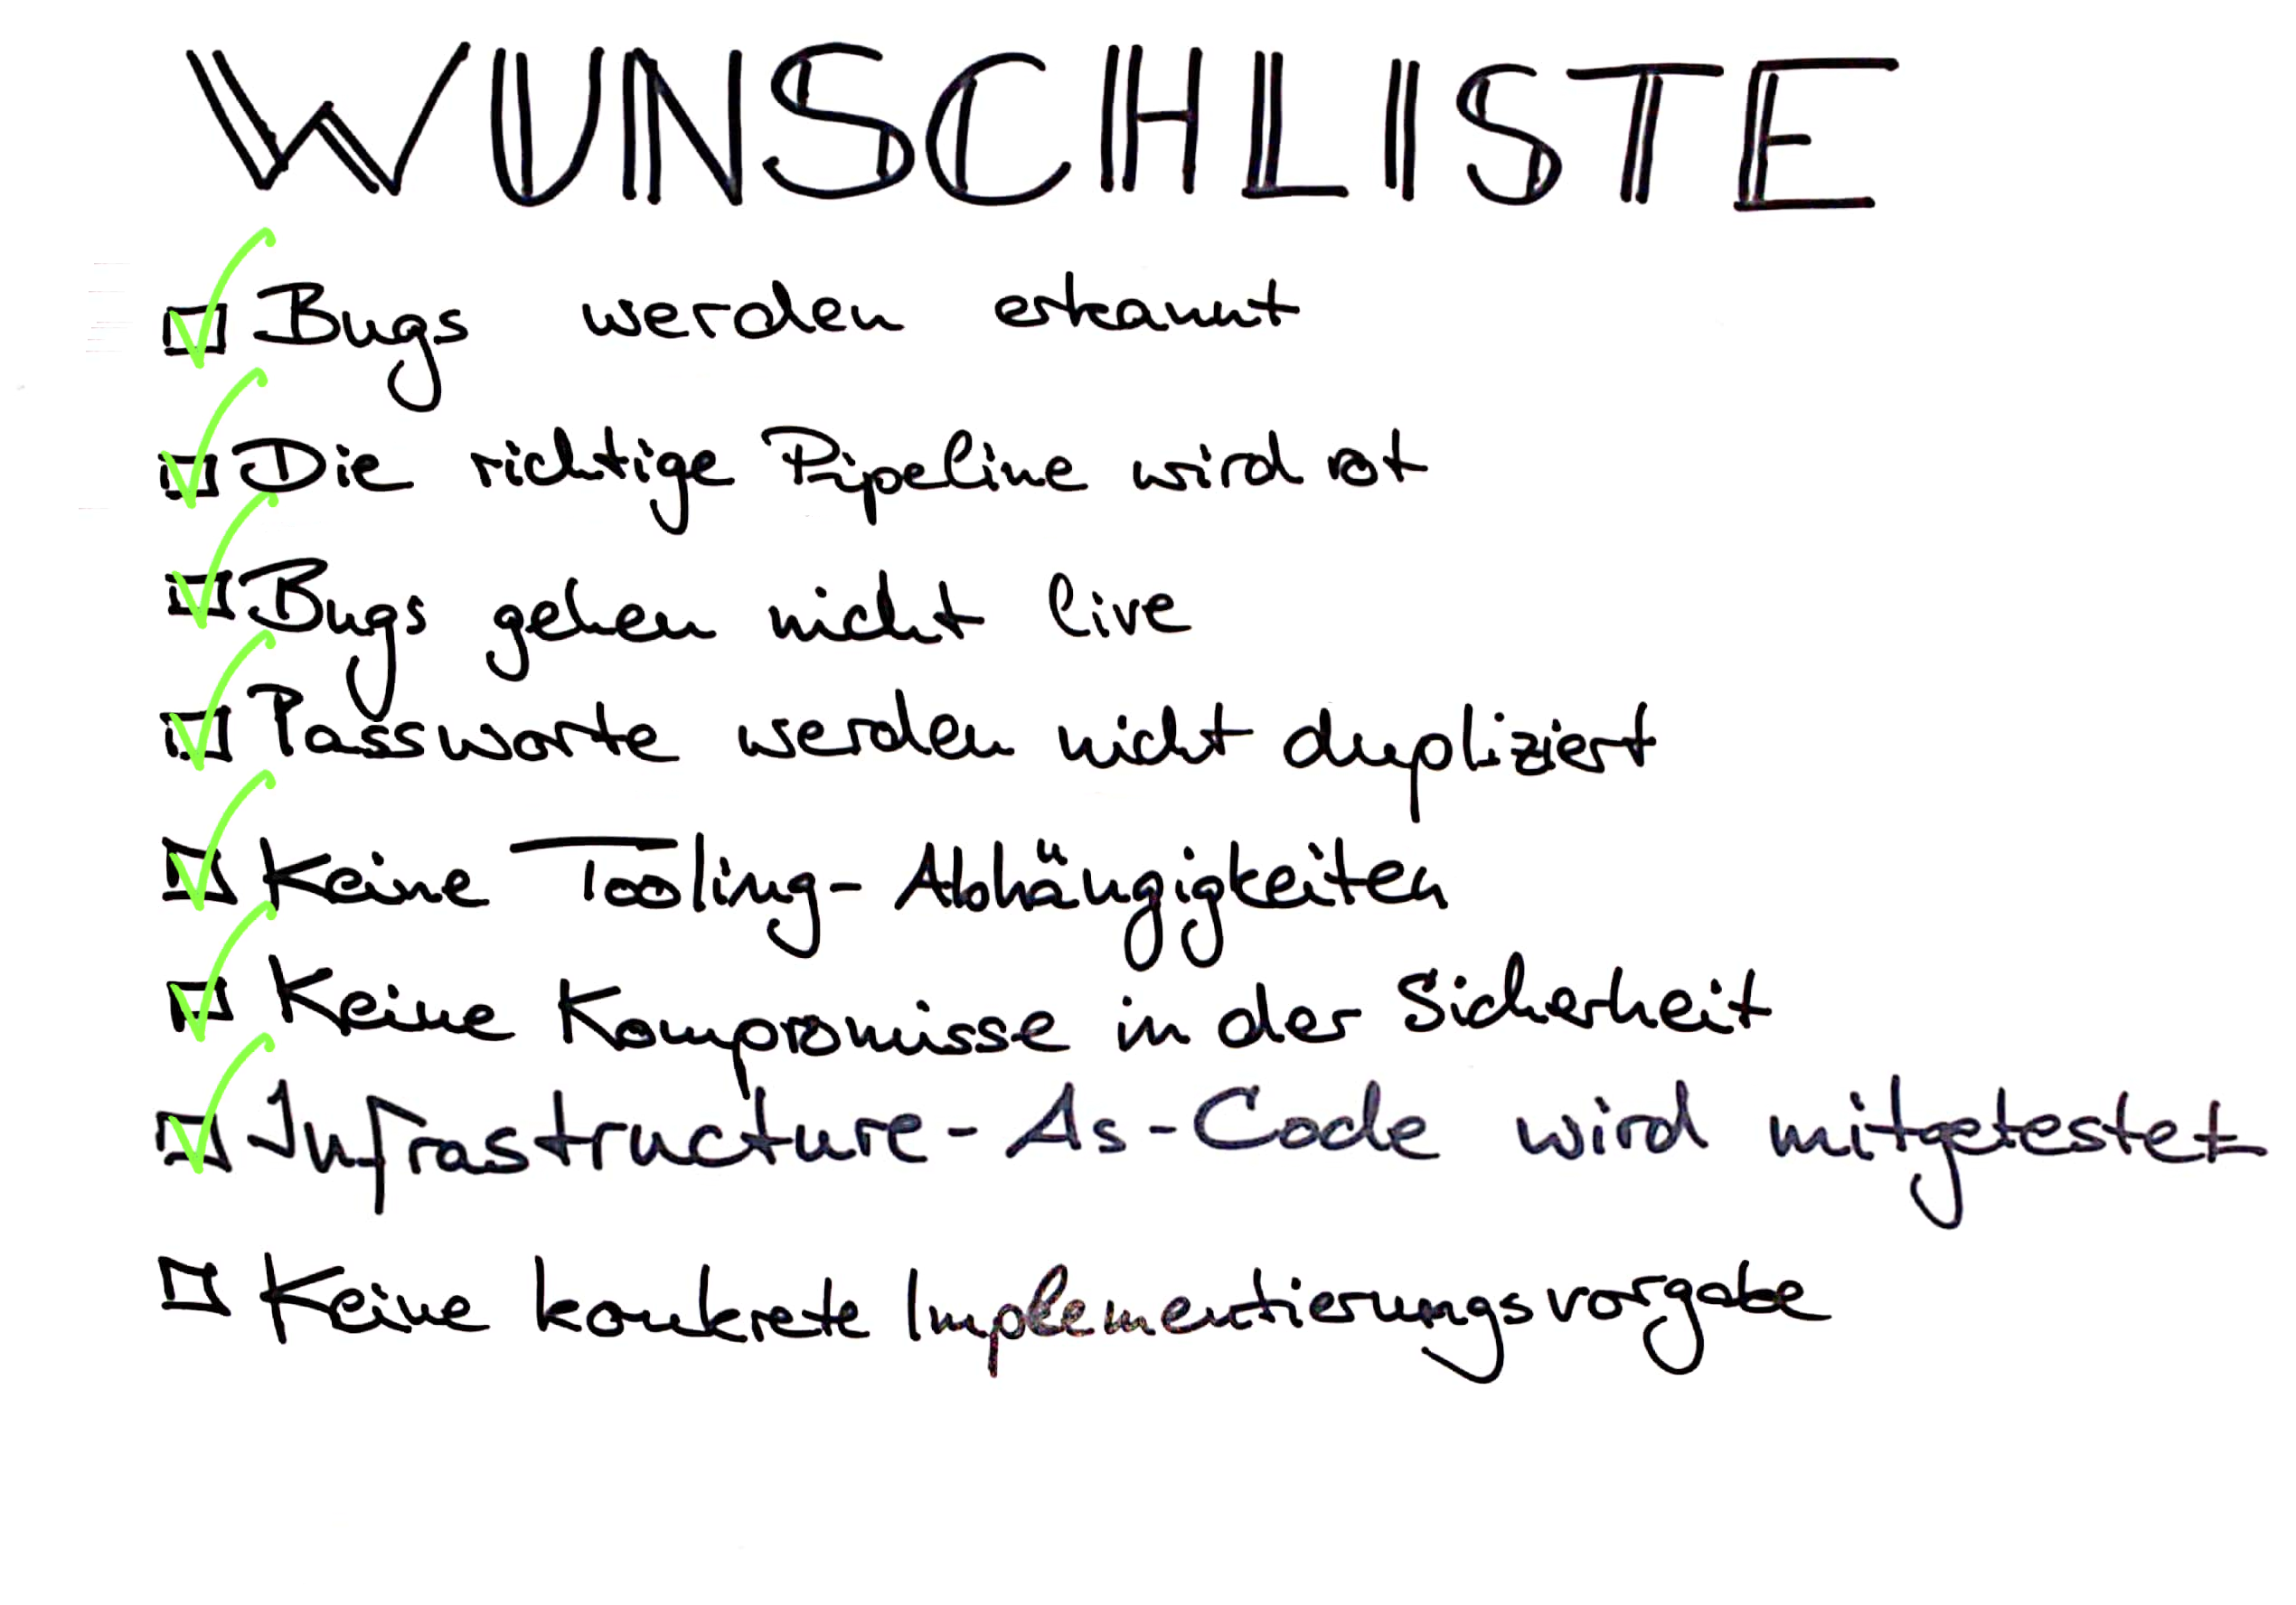 WUNSCHLISTE
Bugs werden erkannt
Die richtige Pipeline wird rot
Bugs gehen nicht live
Passworte werden nicht dupliziert
Keine Tooling-Abhängigkeiten
Keine Kompromisse in der Sicherheit
Infrastructure-As-Code wird mitgetestet
Keine konkrete Implementierungsvorgabe